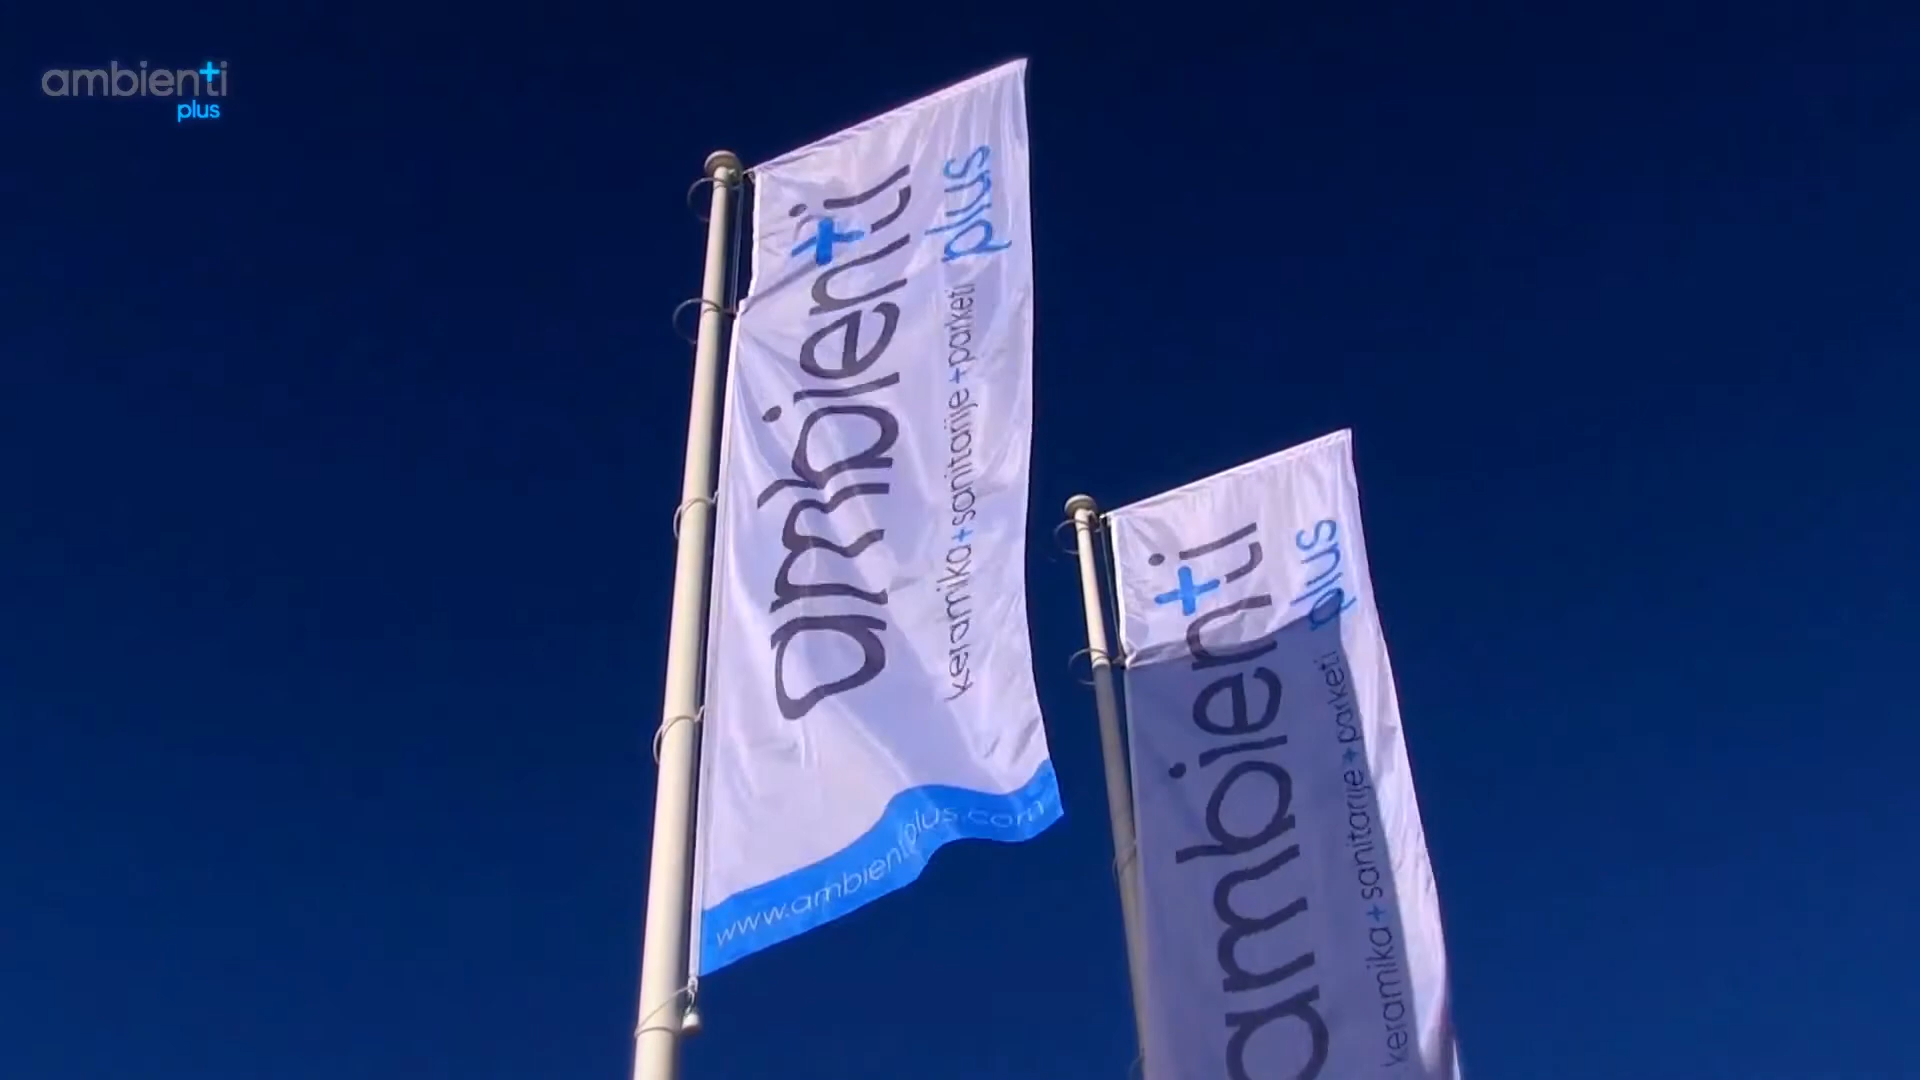 ambienti
plus
ambienti
plus
keramika+sanitarije+parketi
www.ambientiplus.com
ambienti
plus
keramika+sanitarije+parketi